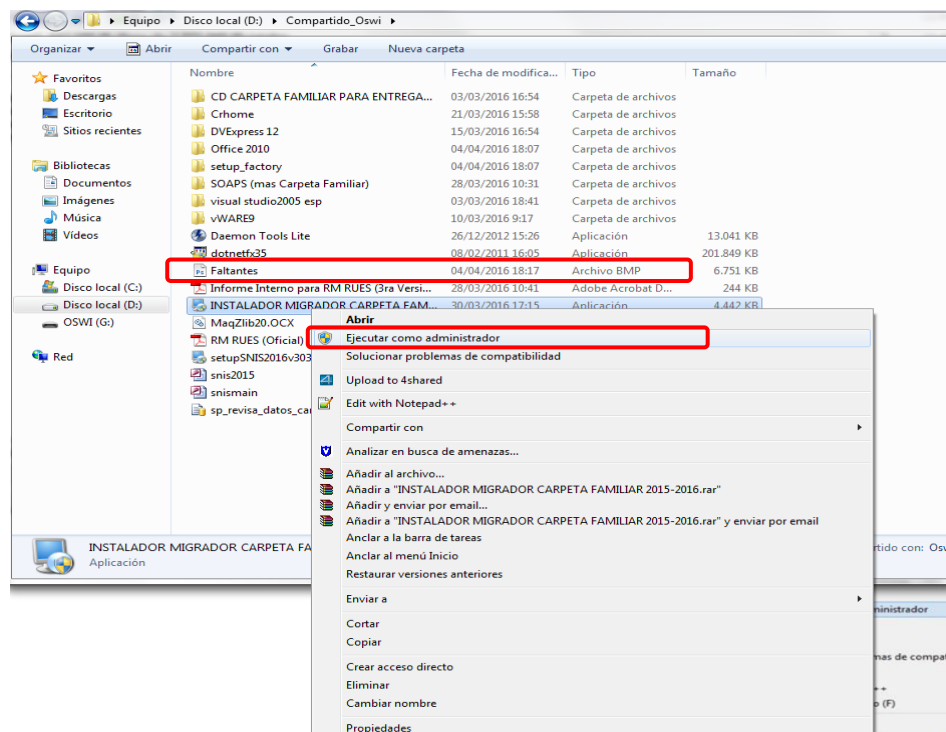 Equipo ▸ Disco local (D:) ▸ Compartido_Oswi ▸
Organizar Abrir Compartir con Grabar Nueva carpeta
Nombre Fecha de modifica... Tipo Tamaño
Favoritos
Descargas
Escritorio
Sitios recientes
Bibliotecas
Documentos
Imágenes
Música
Vídeos
Equipo
Disco local (C:)
Disco local (D:)
OSWI (G:)
Red
CD CARPETA FAMILIAR PARA ENTREGA... 03/03/2016 16:54 Carpeta de archivos
Crhome 21/03/2016 15:58 Carpeta de archivos
DVExpress 12 15/03/2016 16:54 Carpeta de archivos
Office 2010 04/04/2016 18:07 Carpeta de archivos
setup_factory 04/04/2016 18:07 Carpeta de archivos
SOAPS (mas Carpeta Familiar) 28/03/2016 10:31 Carpeta de archivos
visual studio2005 esp 03/03/2016 18:41 Carpeta de archivos
vWARE9 10/03/2016 9:17 Carpeta de archivos
Daemon Tools Lite 26/12/2012 15:26 Aplicación 13.041 KB
dotnetfx35 08/02/2011 16:05 Aplicación 201.849 KB
Faltantes 04/04/2016 18:17 Archivo BMP 6.751 KB
Informe Interno para RM RUES (3ra Versi... 28/03/2016 10:41 Adobe Acrobat D... 244 KB
INSTALADOR MIGRADOR CARPETA FAM... 30/03/2016 17:15 Aplicación 4.442 KB
MaqZlib20.OCX
RM RUES (Oficial)
setupSNIS2016v303
snis2015
snismain
sp_revisa_datos_car
Abrir
Ejecutar como administrador
Solucionar problemas de compatibilidad
Upload to 4shared
Edit with Notepad++
Compartir con
Analizar en busca de amenazas...
Añadir al archivo...
Añadir a "INSTALADOR MIGRADOR CARPETA FAMILIAR 2015-2016.rar"
Añadir y enviar por email...
Añadir a "INSTALADOR MIGRADOR CARPETA FAMILIAR 2015-2016.rar" y enviar por email
Anclar a la barra de tareas
Anclar al menú Inicio
Restaurar versiones anteriores
Enviar a
Cortar
Copiar
Crear acceso directo
Eliminar
Cambiar nombre
Propiedades
INSTALADOR MIGRADOR CARPETA FA
Aplicación
rtido con: Osw
ministrador
mas de compat
++
o (F)